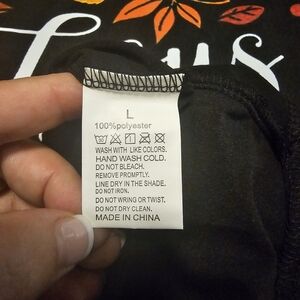 L
100%polyester
WASH WITH LIKE COLORS.
HAND WASH COLD.
DO NOT BLEACH.
REMOVE PROMPTLY.
LINE DRY IN THE SHADE.
DO NOT IRON.
DO NOT WRING OR TWIST.
DO NOT DRY CLEAN.
MADE IN CHINA